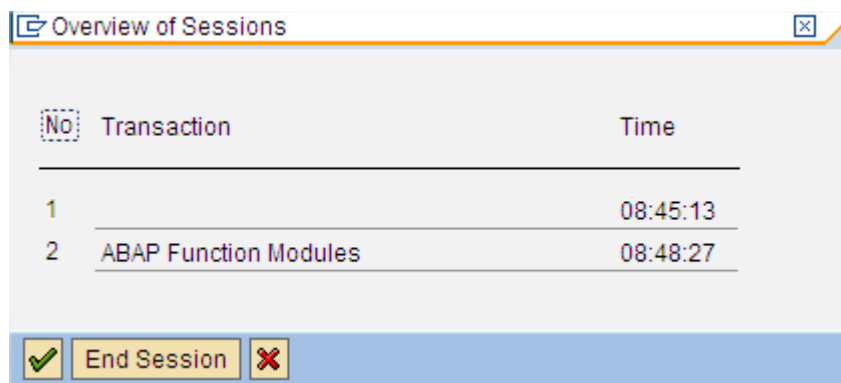 Overview of Sessions
No Transaction Time
1 08:45:13
2 ABAP Function Modules 08:48:27
End Session